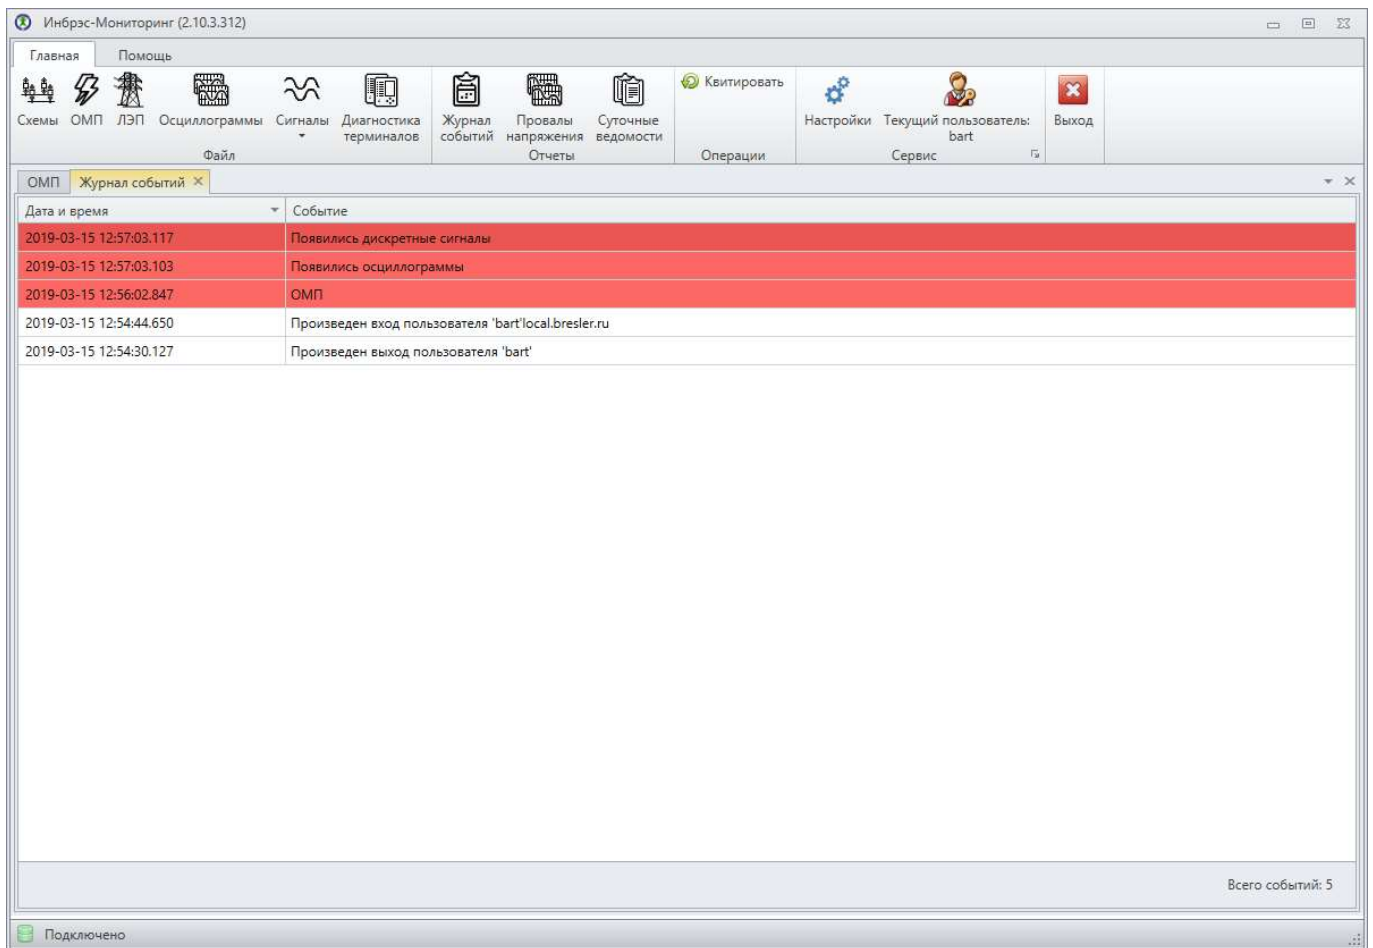 Инбрэс-Мониторинг (2.10.3.312)
Главная Помощь
Схемы ОМП ЛЭП Осциллограммы Сигналы Диагностика терминалов
Файл
Журнал событий Провалы напряжения Суточные ведомости
Отчеты
Квитировать
Операции
Настройки Текущий пользователь: bart
Сервис
Выход
ОМП Журнал событий
Дата и время Событие
2019-03-15 12:57:03.117 Появились дискретные сигналы
2019-03-15 12:57:03.103 Появились осциллограммы
2019-03-15 12:56:02.847 ОМП
2019-03-15 12:54:44.650 Произведен вход пользователя 'bart'local.bresler.ru
2019-03-15 12:54:30.127 Произведен выход пользователя 'bart'
Всего событий: 5
Подключено